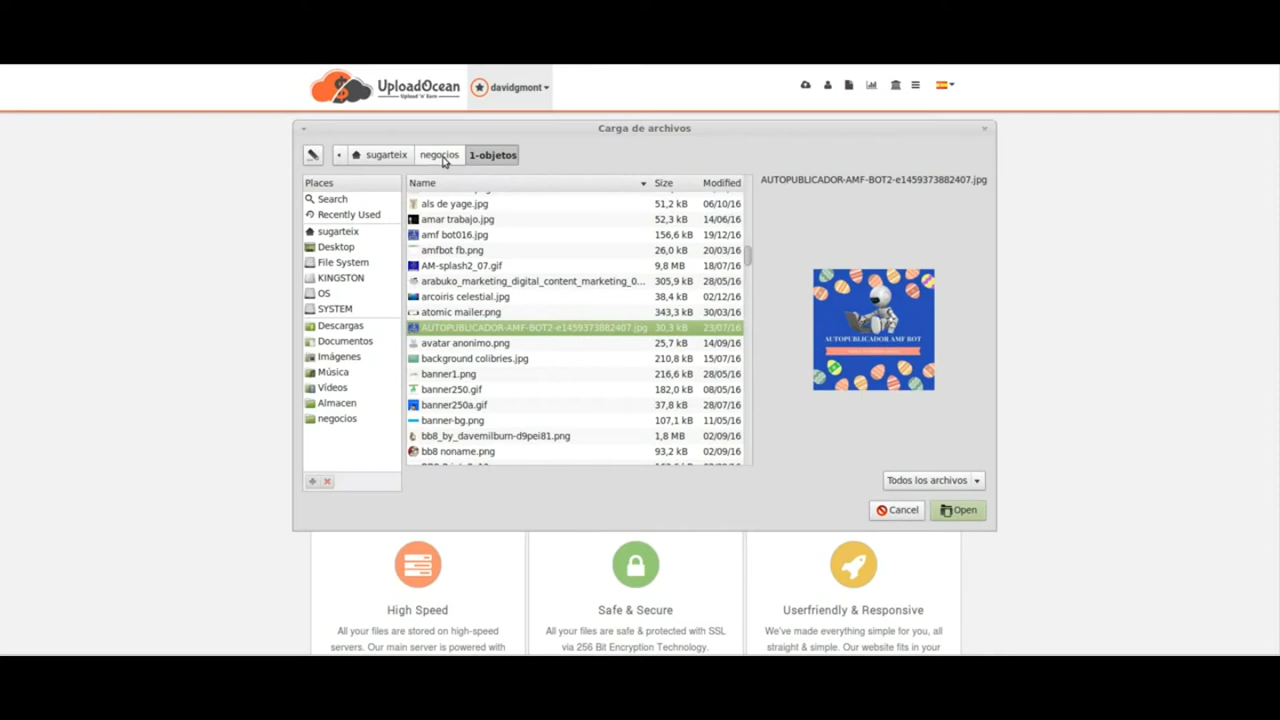 UploadOcean
Upload 'n' Earn
davidgmont
Carga de archivos
sugarteix
negocios
1-objetos
Places
Search
Recently Used
sugarteix
Desktop
File System
KINGSTON
OS
SYSTEM
Descargas
Documentos
Imágenes
Música
Vídeos
Almacen
negocios
Name Size Modified
als de yage.jpg 51,2 kB 06/10/16
amar trabajo.jpg 52,3 kB 14/06/16
amf bot016.jpg 156,6 kB 19/12/16
amfbot fb.png 26,0 kB 20/03/16
AM-splash2_07.gif 9,8 MB 18/07/16
arabuko_marketing_digital_content_marketing_0... 305,9 kB 28/05/16
arcoiris celestial.jpg 38,4 kB 02/12/16
atomic mailer.png 343,3 kB 30/03/16
AUTOPUBLICADOR-AMF-BOT2-e1459373882407.jpg 30,3 kB 23/07/16
avatar anonimo.png 25,7 kB 14/09/16
background colibries.jpg 210,8 kB 15/07/16
banner1.png 216,6 kB 28/05/16
banner250.gif 182,0 kB 08/05/16
banner250a.gif 37,8 kB 28/07/16
banner-bg.png 107,1 kB 11/05/16
bb8_by_davemilburn-d9pei81.png 1,8 MB 02/09/16
bb8 noname.png 93,2 kB 02/09/16
AUTOPUBLICADOR-AMF-BOT2-e1459373882407.jpg
AUTOPUBLICADOR AMF BOT
Todos los archivos
Cancel
Open
High Speed
All your files are stored on high-speed
servers. Our main server is powered with
Safe & Secure
All your files are safe & protected with SSL
via 256 Bit Encryption Technology.
Userfriendly & Responsive
We've made everything simple for you, all
straight & simple. Our website fits in your